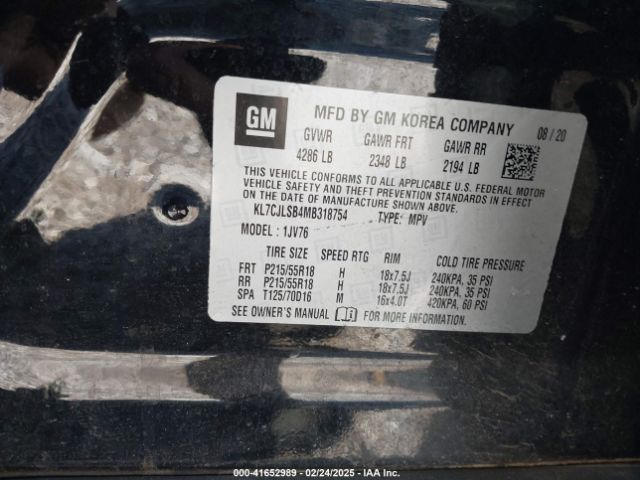 GM
MFD BY GM KOREA COMPANY 08/20
GVWR GAWR FRT GAWR RR
4286 LB 2348 LB 2194 LB
THIS VEHICLE CONFORMS TO ALL APPLICABLE U.S. FEDERAL MOTOR
VEHICLE SAFETY AND THEFT PREVENTION STANDARDS IN EFFECT
ON THE DATE OF MANUFACTURE SHOWN ABOVE.
KL7CJLSB4MB318754 TYPE: MPV
MODEL: 1JV76
TIRE SIZE SPEED RTG RIM COLD TIRE PRESSURE
FRT P215/55R18 H 18x7.5J 240KPA, 35 PSI
RR P215/55R18 H 18x7.5J 240KPA, 35 PSI
SPA T125/70D16 M 16x4.0T 420KPA, 60 PSI
SEE OWNER'S MANUAL FOR MORE INFORMATION.
000-41652989 - 02/24/2025 - IAA Inc.